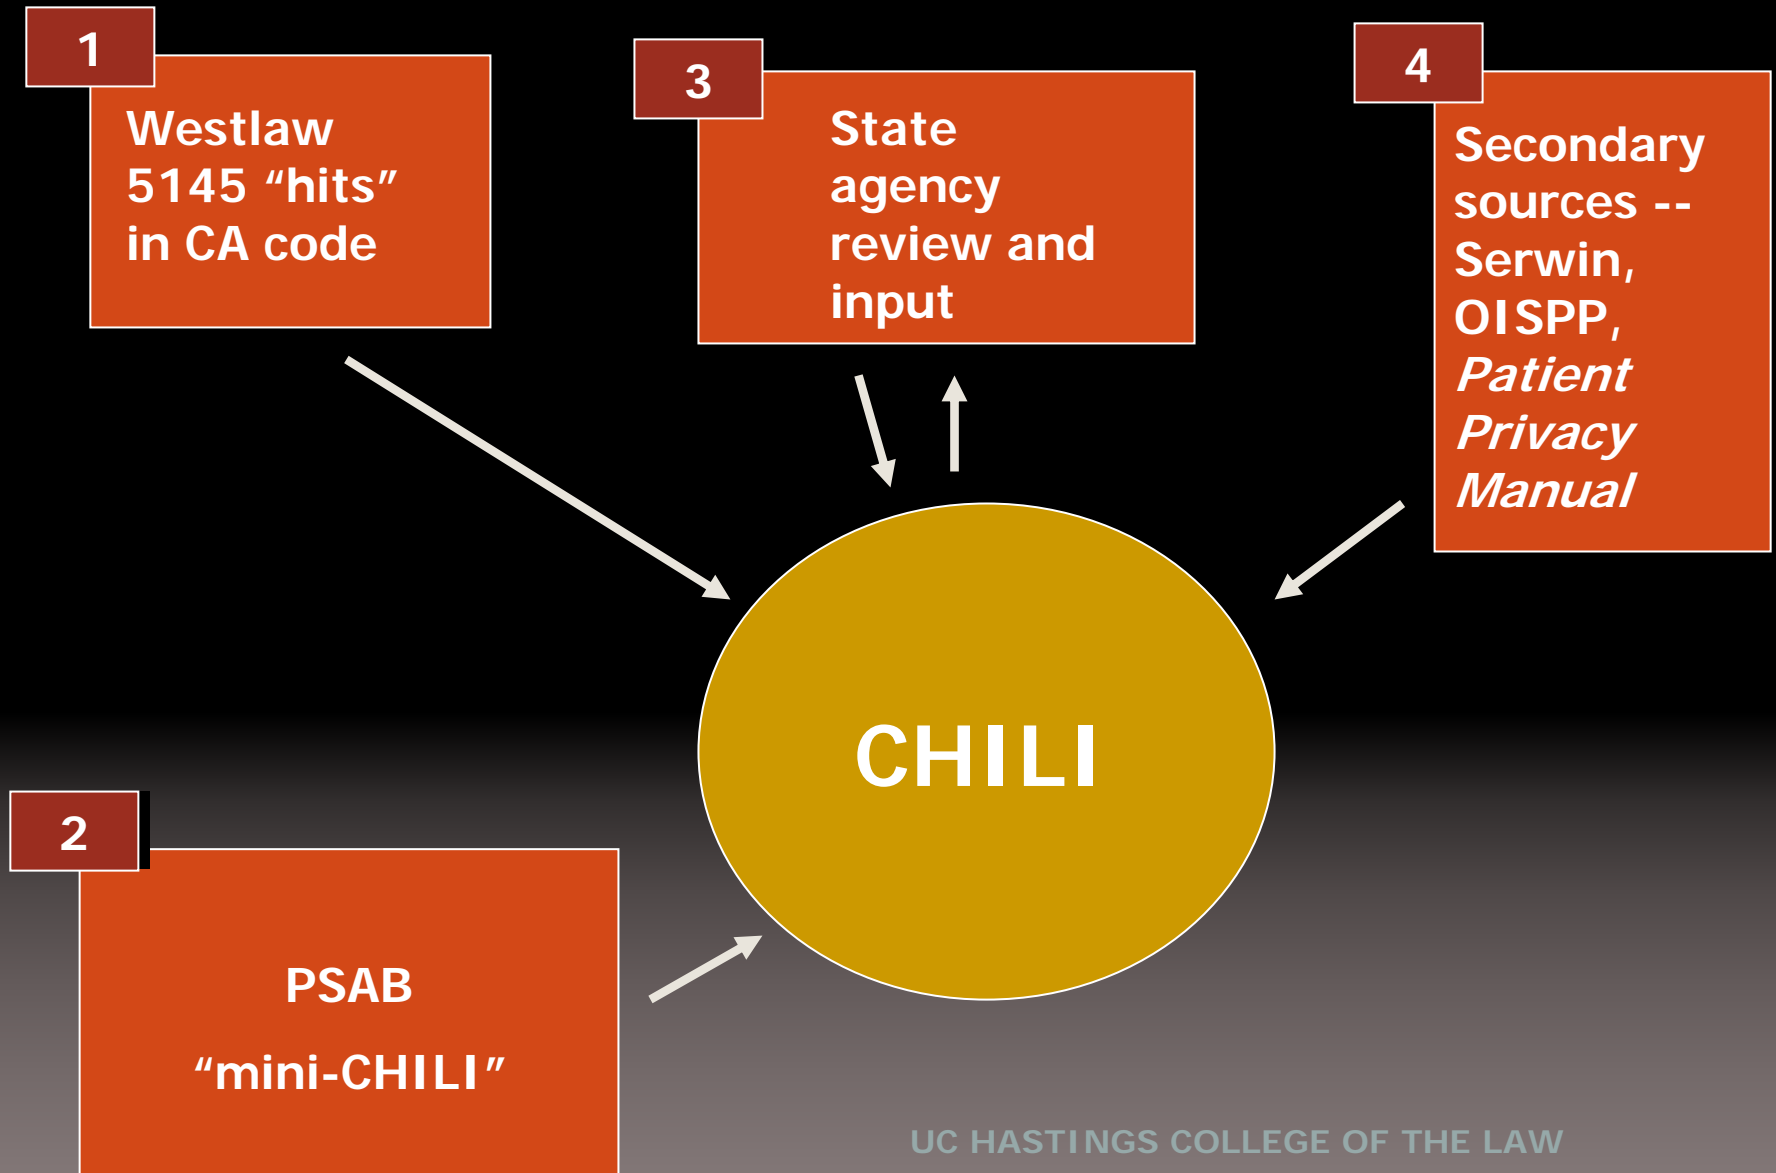 1
Westlaw
5145 “hits”
in CA code
3
State
agency
review and
input
4
Secondary
sources --
Serwin,
OISPP,
Patient
Privacy
Manual
CHILI
2
PSAB
“mini-CHILI”
UC HASTINGS COLLEGE OF THE LAW